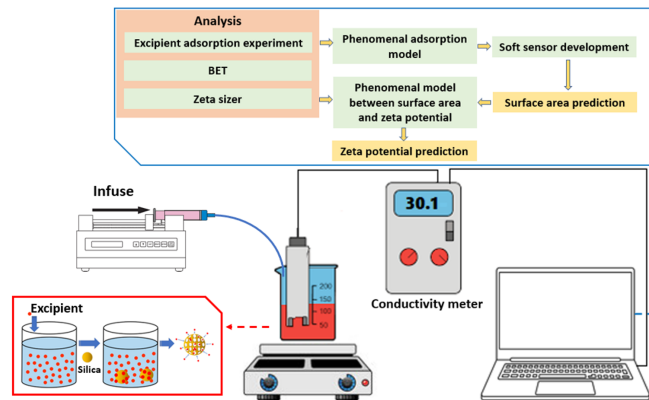 Analysis
Excipient adsorption experiment
BET
Zeta sizer
Phenomenal adsorption
model
Soft sensor development
Phenomenal model
between surface area
and zeta potential
Surface area prediction
Zeta potential prediction
Infuse
30.1
Conductivity meter
200
150
100
50
Excipient
Silica